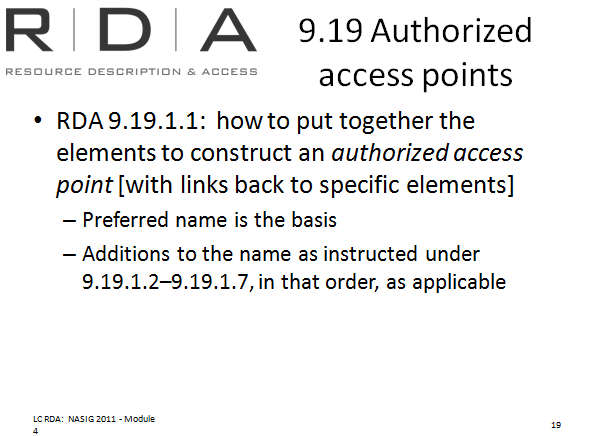 R | D | A
RESOURCE DESCRIPTION & ACCESS
9.19 Authorized
access points
• RDA 9.19.1.1: how to put together the
elements to construct an authorized access
point [with links back to specific elements]
– Preferred name is the basis
– Additions to the name as instructed under
9.19.1.2–9.19.1.7, in that order, as applicable
LC RDA: NASIG 2011 - Module
4
19